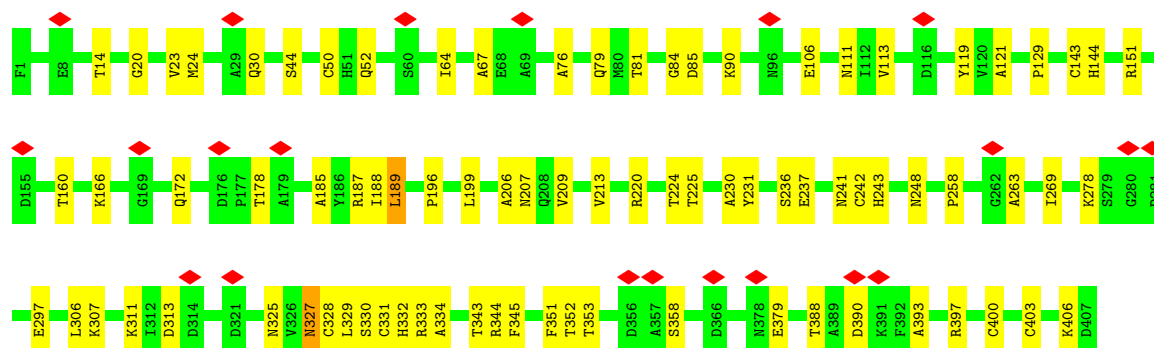 F1 E8 T14 G20 V23 M24 A29 Q30 S44 C50 H51 Q52 S60 I64 A67 E68 A69 A76 Q79 M80 T81 G84 D85 K90 N96 E106 N111 I112 V113 D116 Y119 V120 A121 P129 C143 H144 R151
D155 T160 K166 G169 Q172 D176 P177 T178 A179 A185 Y186 R187 I188 L189 P196 L199 A206 N207 Q208 V209 V213 R220 T224 T225 A230 Y231 S236 E237 N241 C242 H243 N248 P258 G262 A263 I269 K278 S279 G280
E297 L306 K307 K311 I312 D313 D314 D321 N325 V326 N327 C328 L329 S330 C331 H332 R333 A334 T343 R344 F345 F351 T352 T353 D356 A357 S358 D366 N378 E379 T388 A389 D390 K391 F392 A393 R397 C400 C403 K406 D407